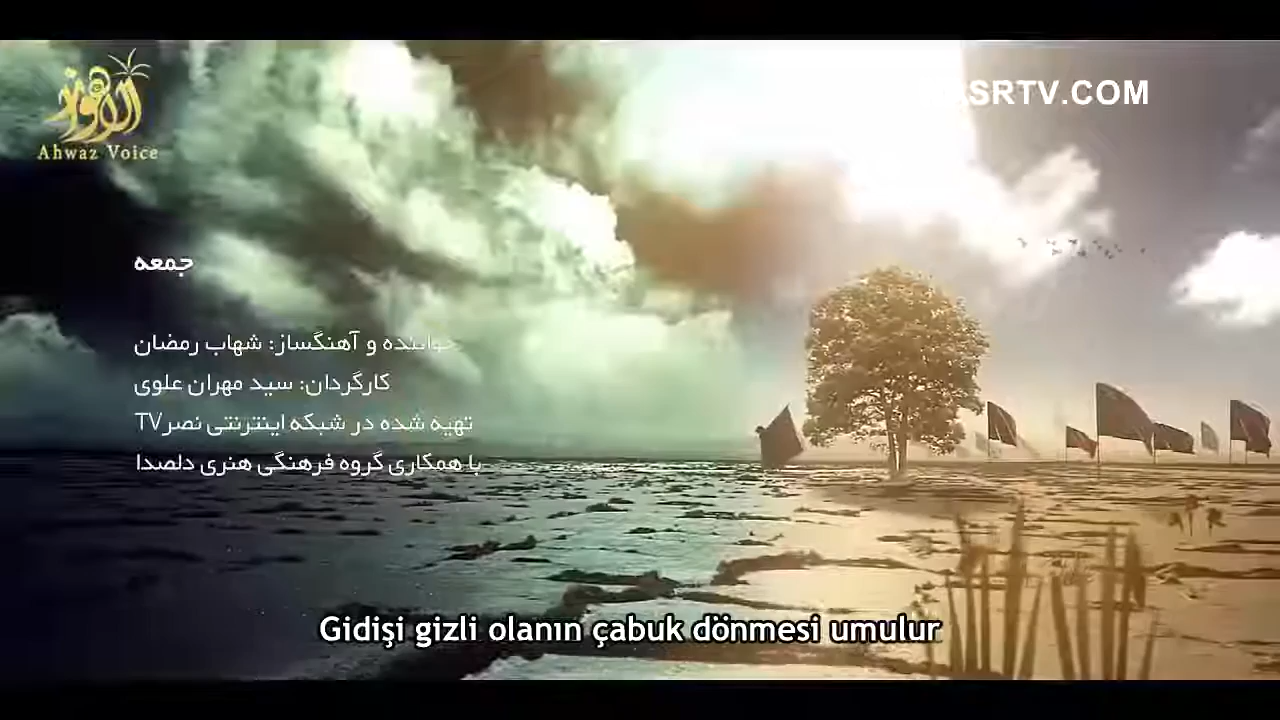 الاهواز
Ahwaz Voice
SRTV.COM
جمعه
خواننده و آهنگساز: شهاب رمضان
کارگردان: سید مهران علوی
تهیه شده در شبکه اینترنتی نصرTV
با همکاری گروه فرهنگی هنری دلصدا
Gidişi gizli olanın çabuk dönmesi umulur